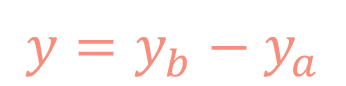 y = y_b − y_a